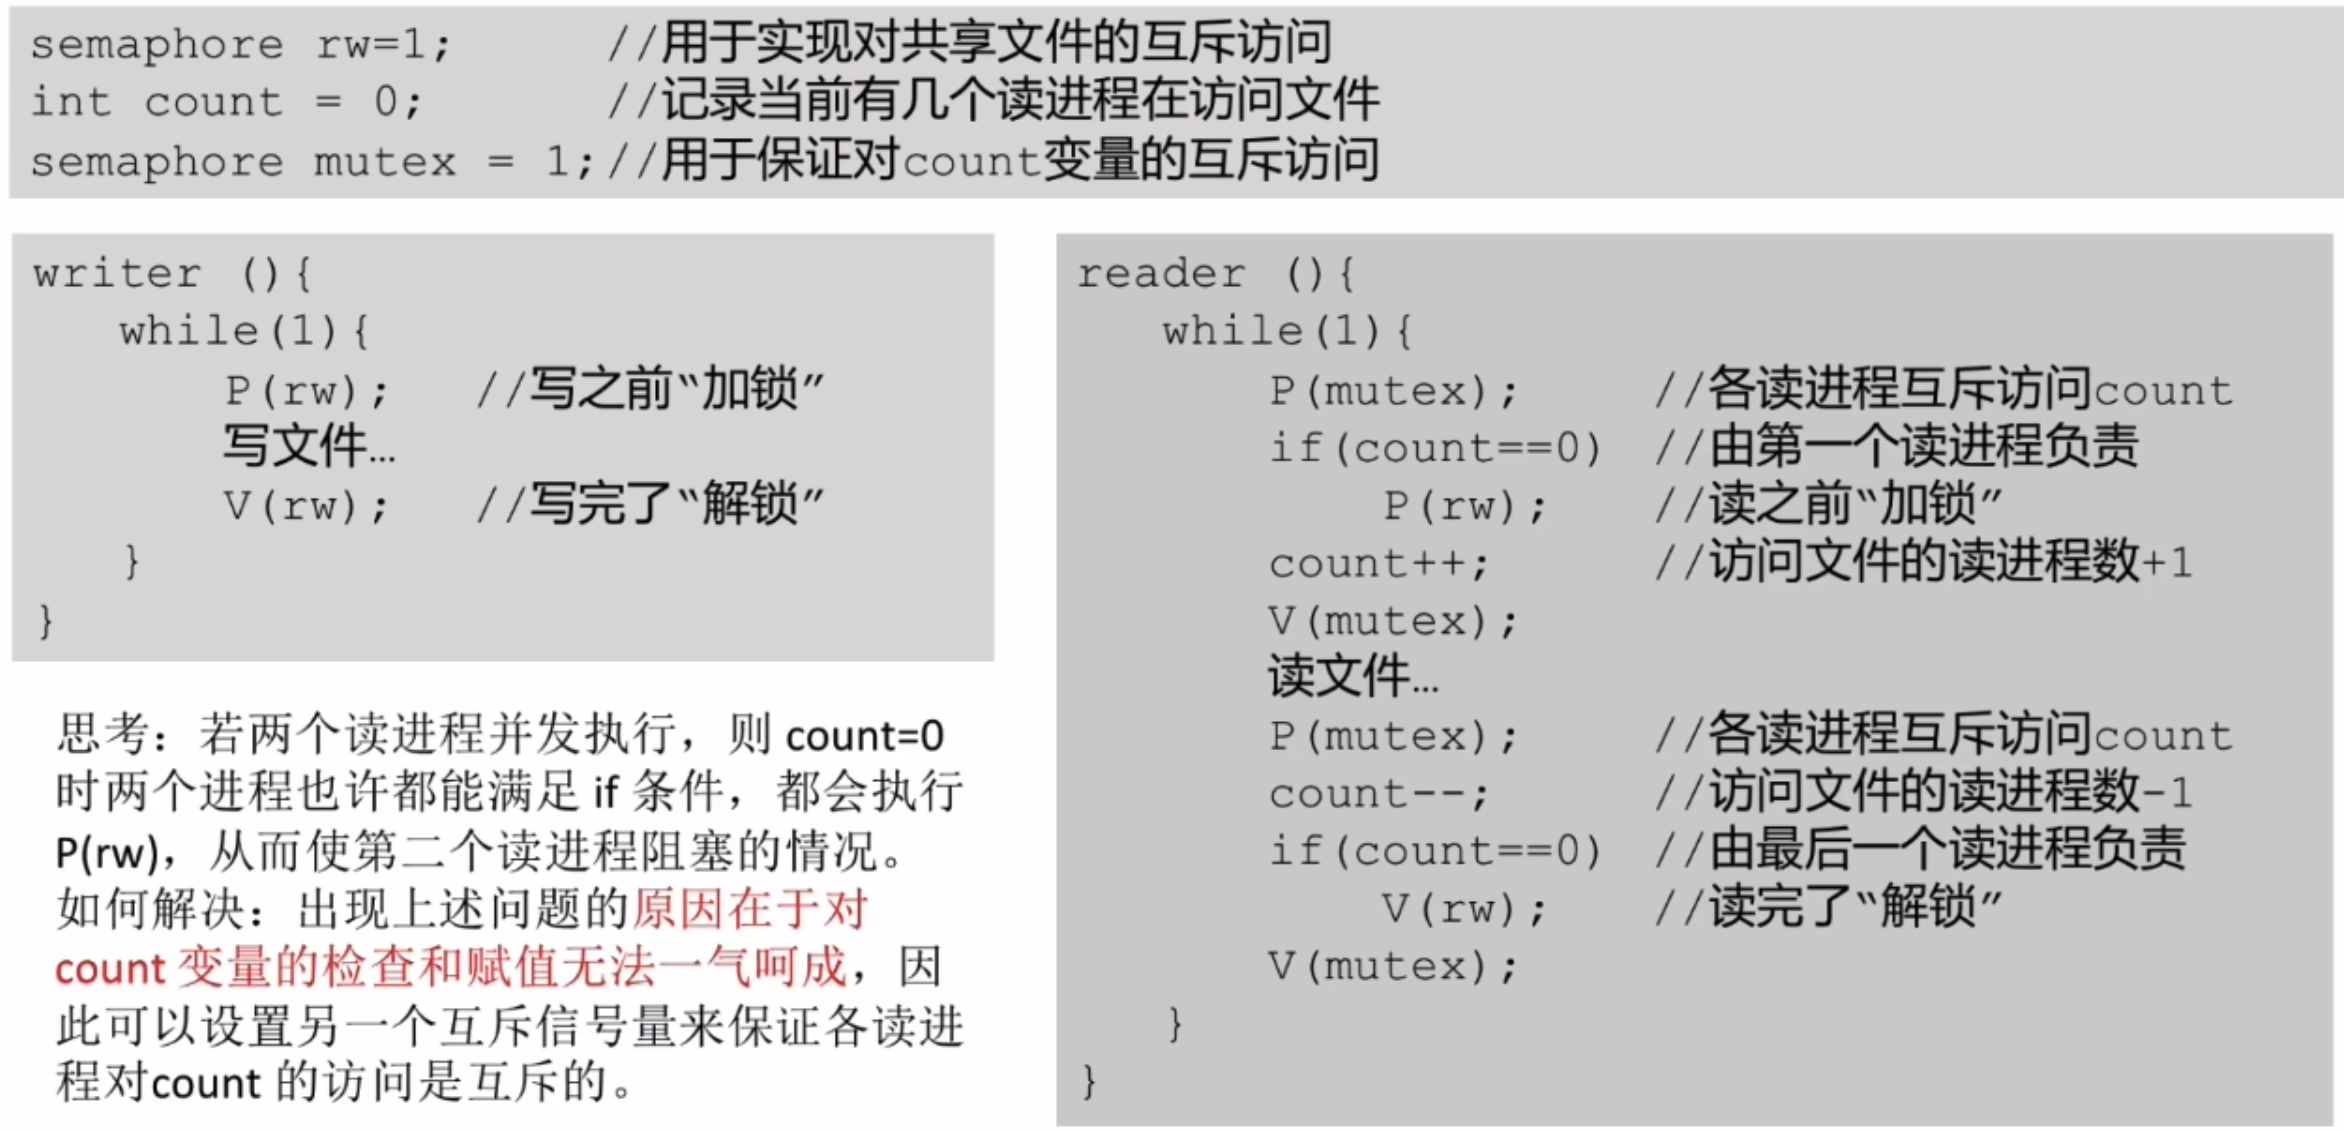 semaphore rw=1;        //用于实现对共享文件的互斥访问
int count = 0;         //记录当前有几个读进程在访问文件
semaphore mutex = 1;//用于保证对count变量的互斥访问
writer (){
    while(1){
        P(rw);    //写之前“加锁”
        写文件…
        V(rw);    //写完了“解锁”
    }
}
思考：若两个读进程并发执行，则 count=0
时两个进程也许都能满足 if 条件，都会执行
P(rw)，从而使第二个读进程阻塞的情况。
如何解决：出现上述问题的原因在于对
count 变量的检查和赋值无法一气呵成，因
此可以设置另一个互斥信号量来保证各读进
程对count 的访问是互斥的。
reader (){
    while(1){
        P(mutex);       //各读进程互斥访问count
        if(count==0)    //由第一个读进程负责
            P(rw);      //读之前“加锁”
        count++;        //访问文件的读进程数+1
        V(mutex);
        读文件…
        P(mutex);       //各读进程互斥访问count
        count--;        //访问文件的读进程数-1
        if(count==0)    //由最后一个读进程负责
            V(rw);      //读完了“解锁”
        V(mutex);
    }
}